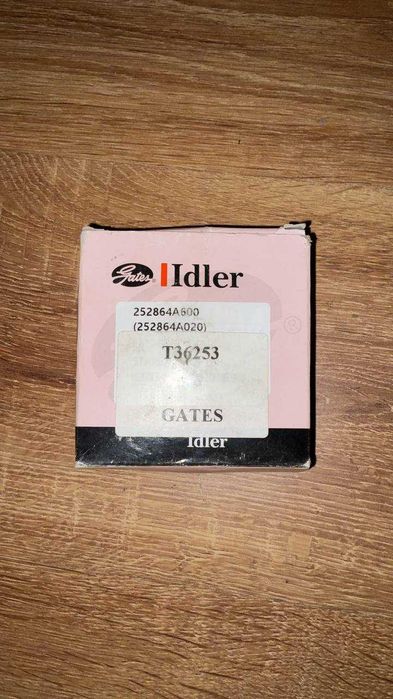 Gates Idler
252864A600
(252864A020)
®
T36253
GATES
Idler